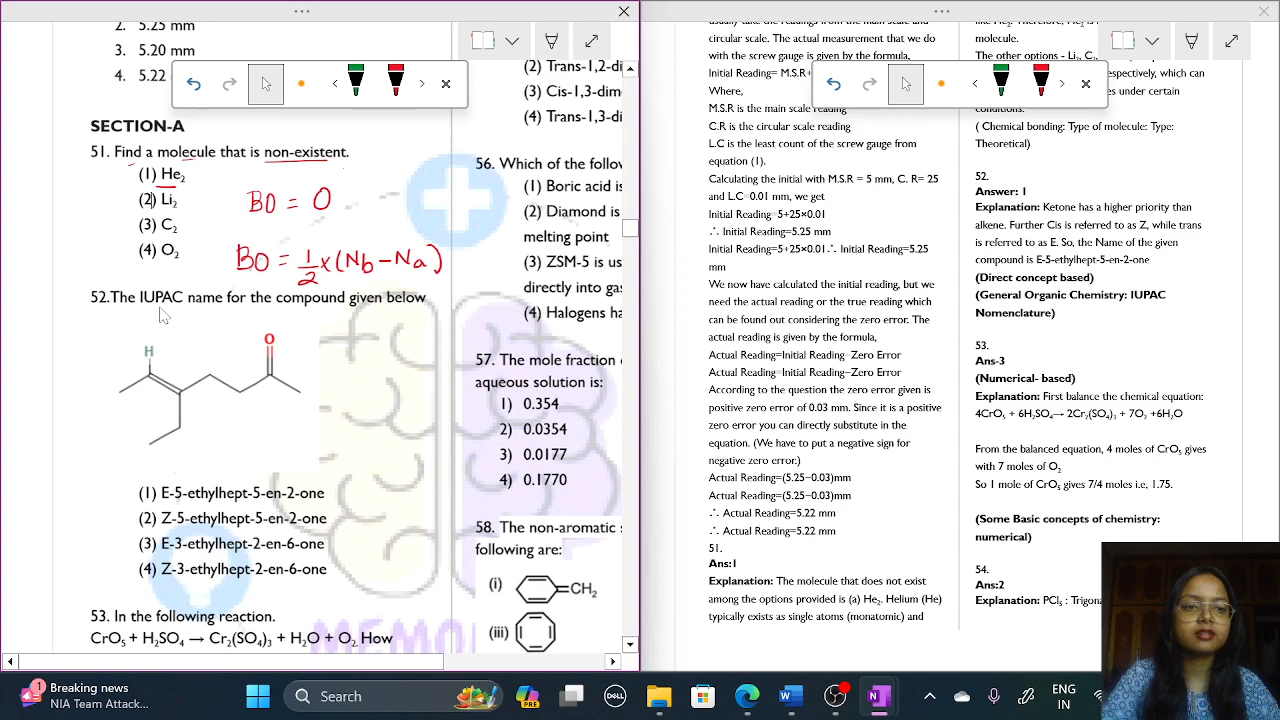 2. 5.25 mm
3. 5.20 mm
4. 5.22
SECTION-A
51. Find a molecule that is non-existent.
(1) He2
(2) Li2
(3) C2
(4) O2
BO = 0
BO = 1/2 x (Nb - Na)
52.The IUPAC name for the compound given below
H
O
(1) E-5-ethylhept-5-en-2-one
(2) Z-5-ethylhept-5-en-2-one
(3) E-3-ethylhept-2-en-6-one
(4) Z-3-ethylhept-2-en-6-one
53. In the following reaction.
CrO5 + H2SO4 → Cr2(SO4)3 + H2O + O2. How
(2) Trans-1,2-d
(3) Cis-1,3-dim
(4) Trans-1,3-d
56. Which of the follow
(1) Boric acid is
(2) Diamond is
melting point
(3) ZSM-5 is us
directly into gas
(4) Halogens ha
57. The mole fraction
aqueous solution is:
1) 0.354
2) 0.0354
3) 0.0177
4) 0.1770
58. The non-aromatic
following are:
(i) =CH2
(iii)
MEMO
usually take the readings from the main scale and
circular scale. The actual measurement that we do
with the screw gauge is given by the formula,
Initial Reading= M.S.R+
Where,
M.S.R is the main scale reading
C.R is the circular scale reading
L.C is the least count of the screw gauge from
equation (1).
Calculating the initial with M.S.R = 5 mm, C. R= 25
and L.C=0.01 mm, we get
Initial Reading=5+25×0.01
∴ Initial Reading=5.25 mm
Initial Reading=5+25×0.01∴ Initial Reading=5.25
mm
We now have calculated the initial reading, but we
need the actual reading or the true reading which
can be found out considering the zero error. The
actual reading is given by the formula,
Actual Reading=Initial Reading−Zero Error
Actual Reading=Initial Reading−Zero Error
According to the question the zero error given is
positive zero error of 0.03 mm. Since it is a positive
zero error you can directly substitute in the
equation. (We have to put a negative sign for
negative zero error.)
Actual Reading=(5.25−0.03)mm
Actual Reading=(5.25−0.03)mm
∴ Actual Reading=5.22 mm
∴ Actual Reading=5.22 mm
51.
Ans:1
Explanation: The molecule that does not exist
among the options provided is (a) He2. Helium (He)
typically exists as single atoms (monatomic) and
like He2. Therefore, He2 is
molecule.
The other options - Li2, C2,
respectively, which can
es under certain
conditions.
( Chemical bonding: Type of molecule: Type:
Theoretical)
52.
Answer: 1
Explanation: Ketone has a higher priority than
alkene. Further Cis is referred to as Z, while trans
is referred to as E. So, the Name of the given
compound is E-5-ethylhept-5-en-2-one
(Direct concept based)
(General Organic Chemistry: IUPAC
Nomenclature)
53.
Ans-3
(Numerical- based)
Explanation: First balance the chemical equation:
4CrO5 + 6H2SO4→ 2Cr2(SO4)3 + 7O2 +6H2O
From the balanced equation, 4 moles of CrO5 gives
with 7 moles of O2
So 1 mole of CrO5 gives 7/4 moles i.e, 1.75.
(Some Basic concepts of chemistry:
numerical)
54.
Ans:2
Explanation: PCl5 : Trigona
1
Breaking news
NIA Team Attack...
Search
PRE
DELL
ENG
IN